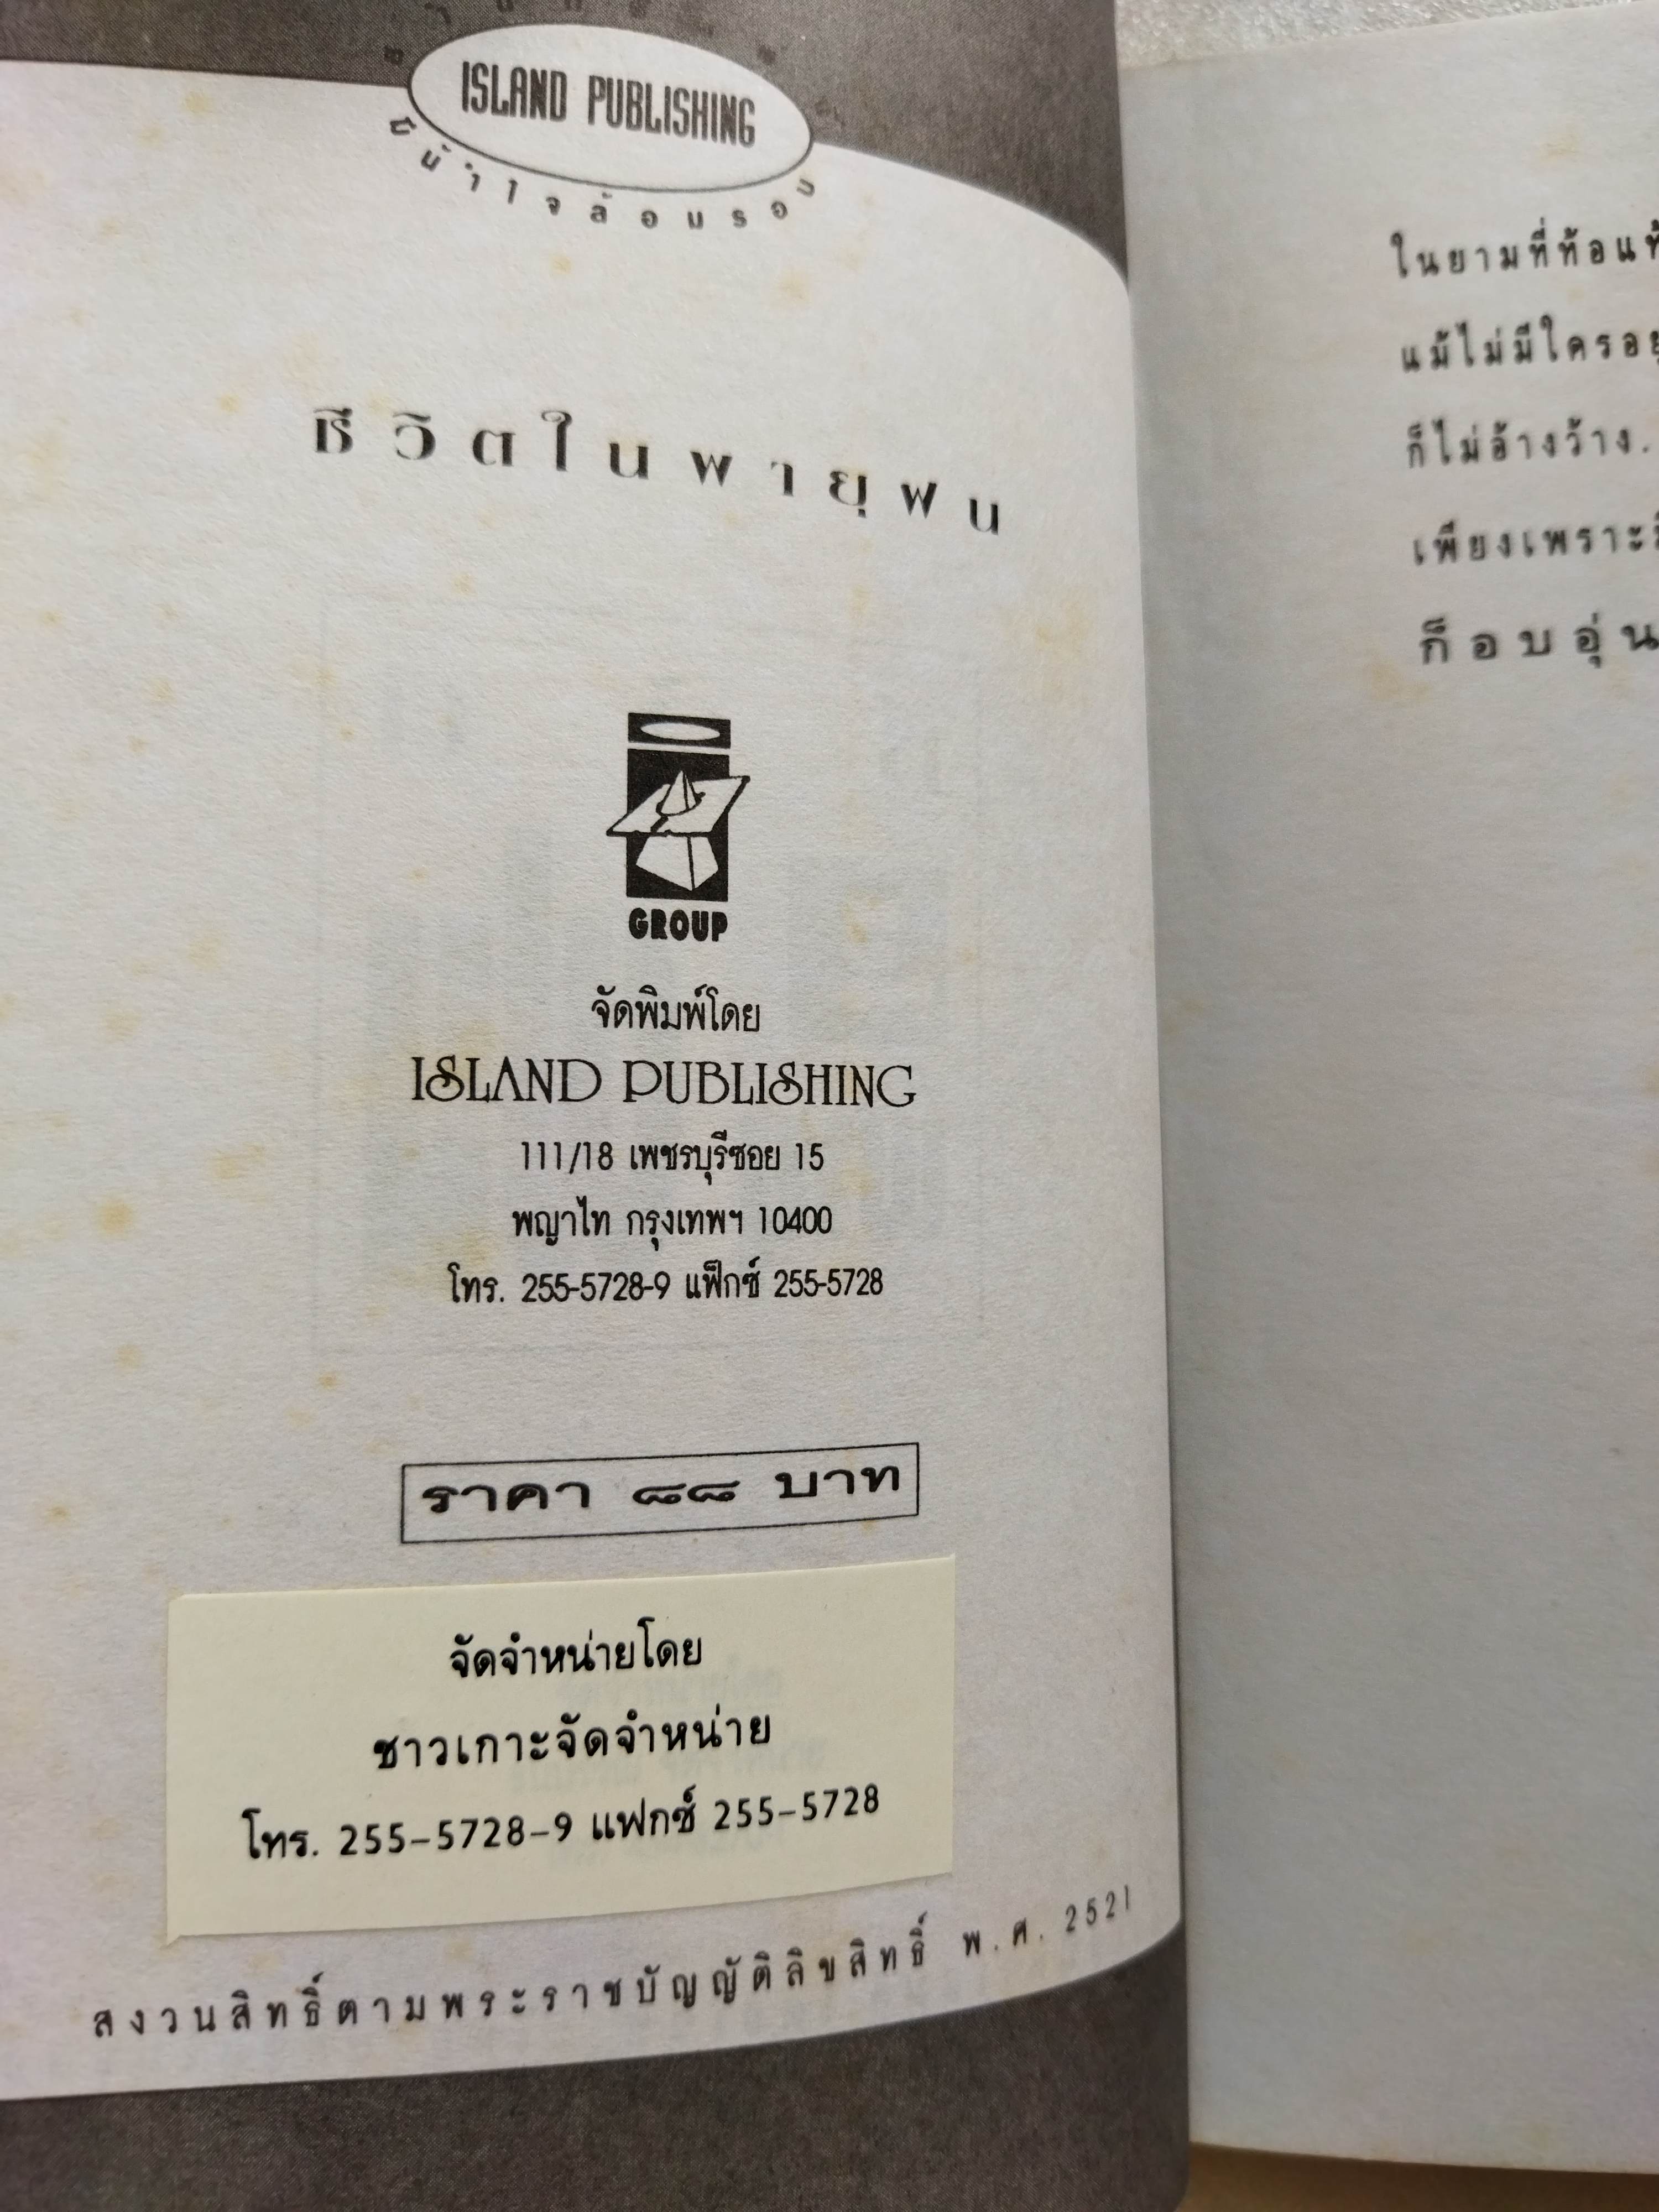 ISLAND PUBLISHING
มีน้ำใจล้อมรอบ
ชีวิตในพายุฝน
GROUP
จัดพิมพ์โดย
ISLAND PUBLISHING
111/18 เพชรบุรีซอย 15
พญาไท กรุงเทพฯ 10400
โทร. 255-5728-9 แฟ็กซ์ 255-5728
ราคา ๘๘ บาท
จัดจำหน่ายโดย
ชาวเกาะจัดจำหน่าย
โทร. 255-5728-9 แฟกซ์ 255-5728
สงวนสิทธิ์ตามพระราชบัญญัติลิขสิทธิ์ พ.ศ. 2521
ในยามที่ท้อแท้
แม้ไม่มีใคร
ก็ไม่อ้างว้าง.
เพียงเพราะ
ก็อบอุ่น